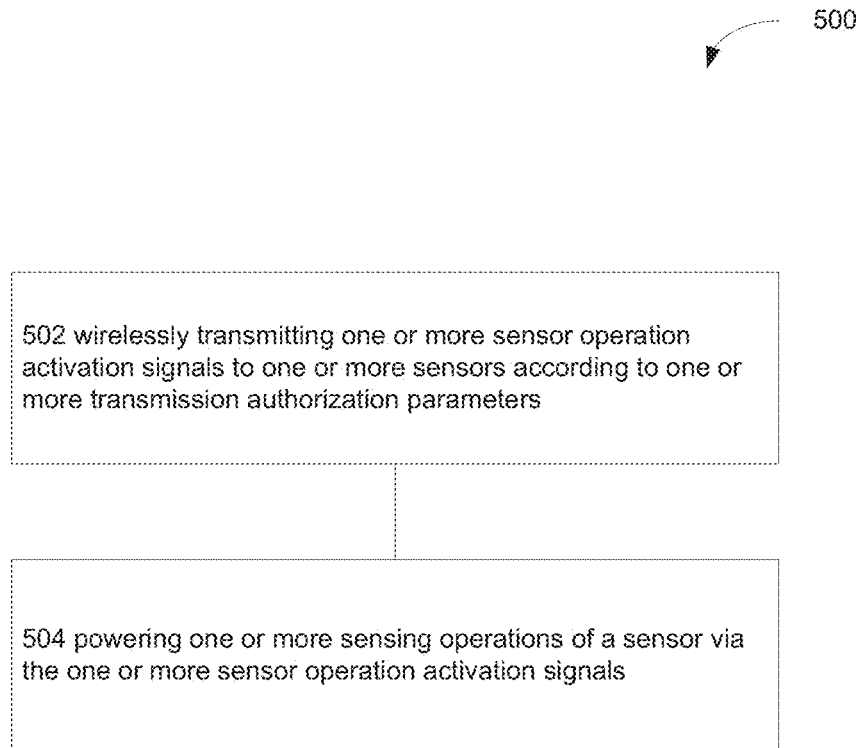 500
502 wirelessly transmitting one or more sensor operation
activation signals to one or more sensors according to one or
more transmission authorization parameters
504 powering one or more sensing operations of a sensor via
the one or more sensor operation activation signals